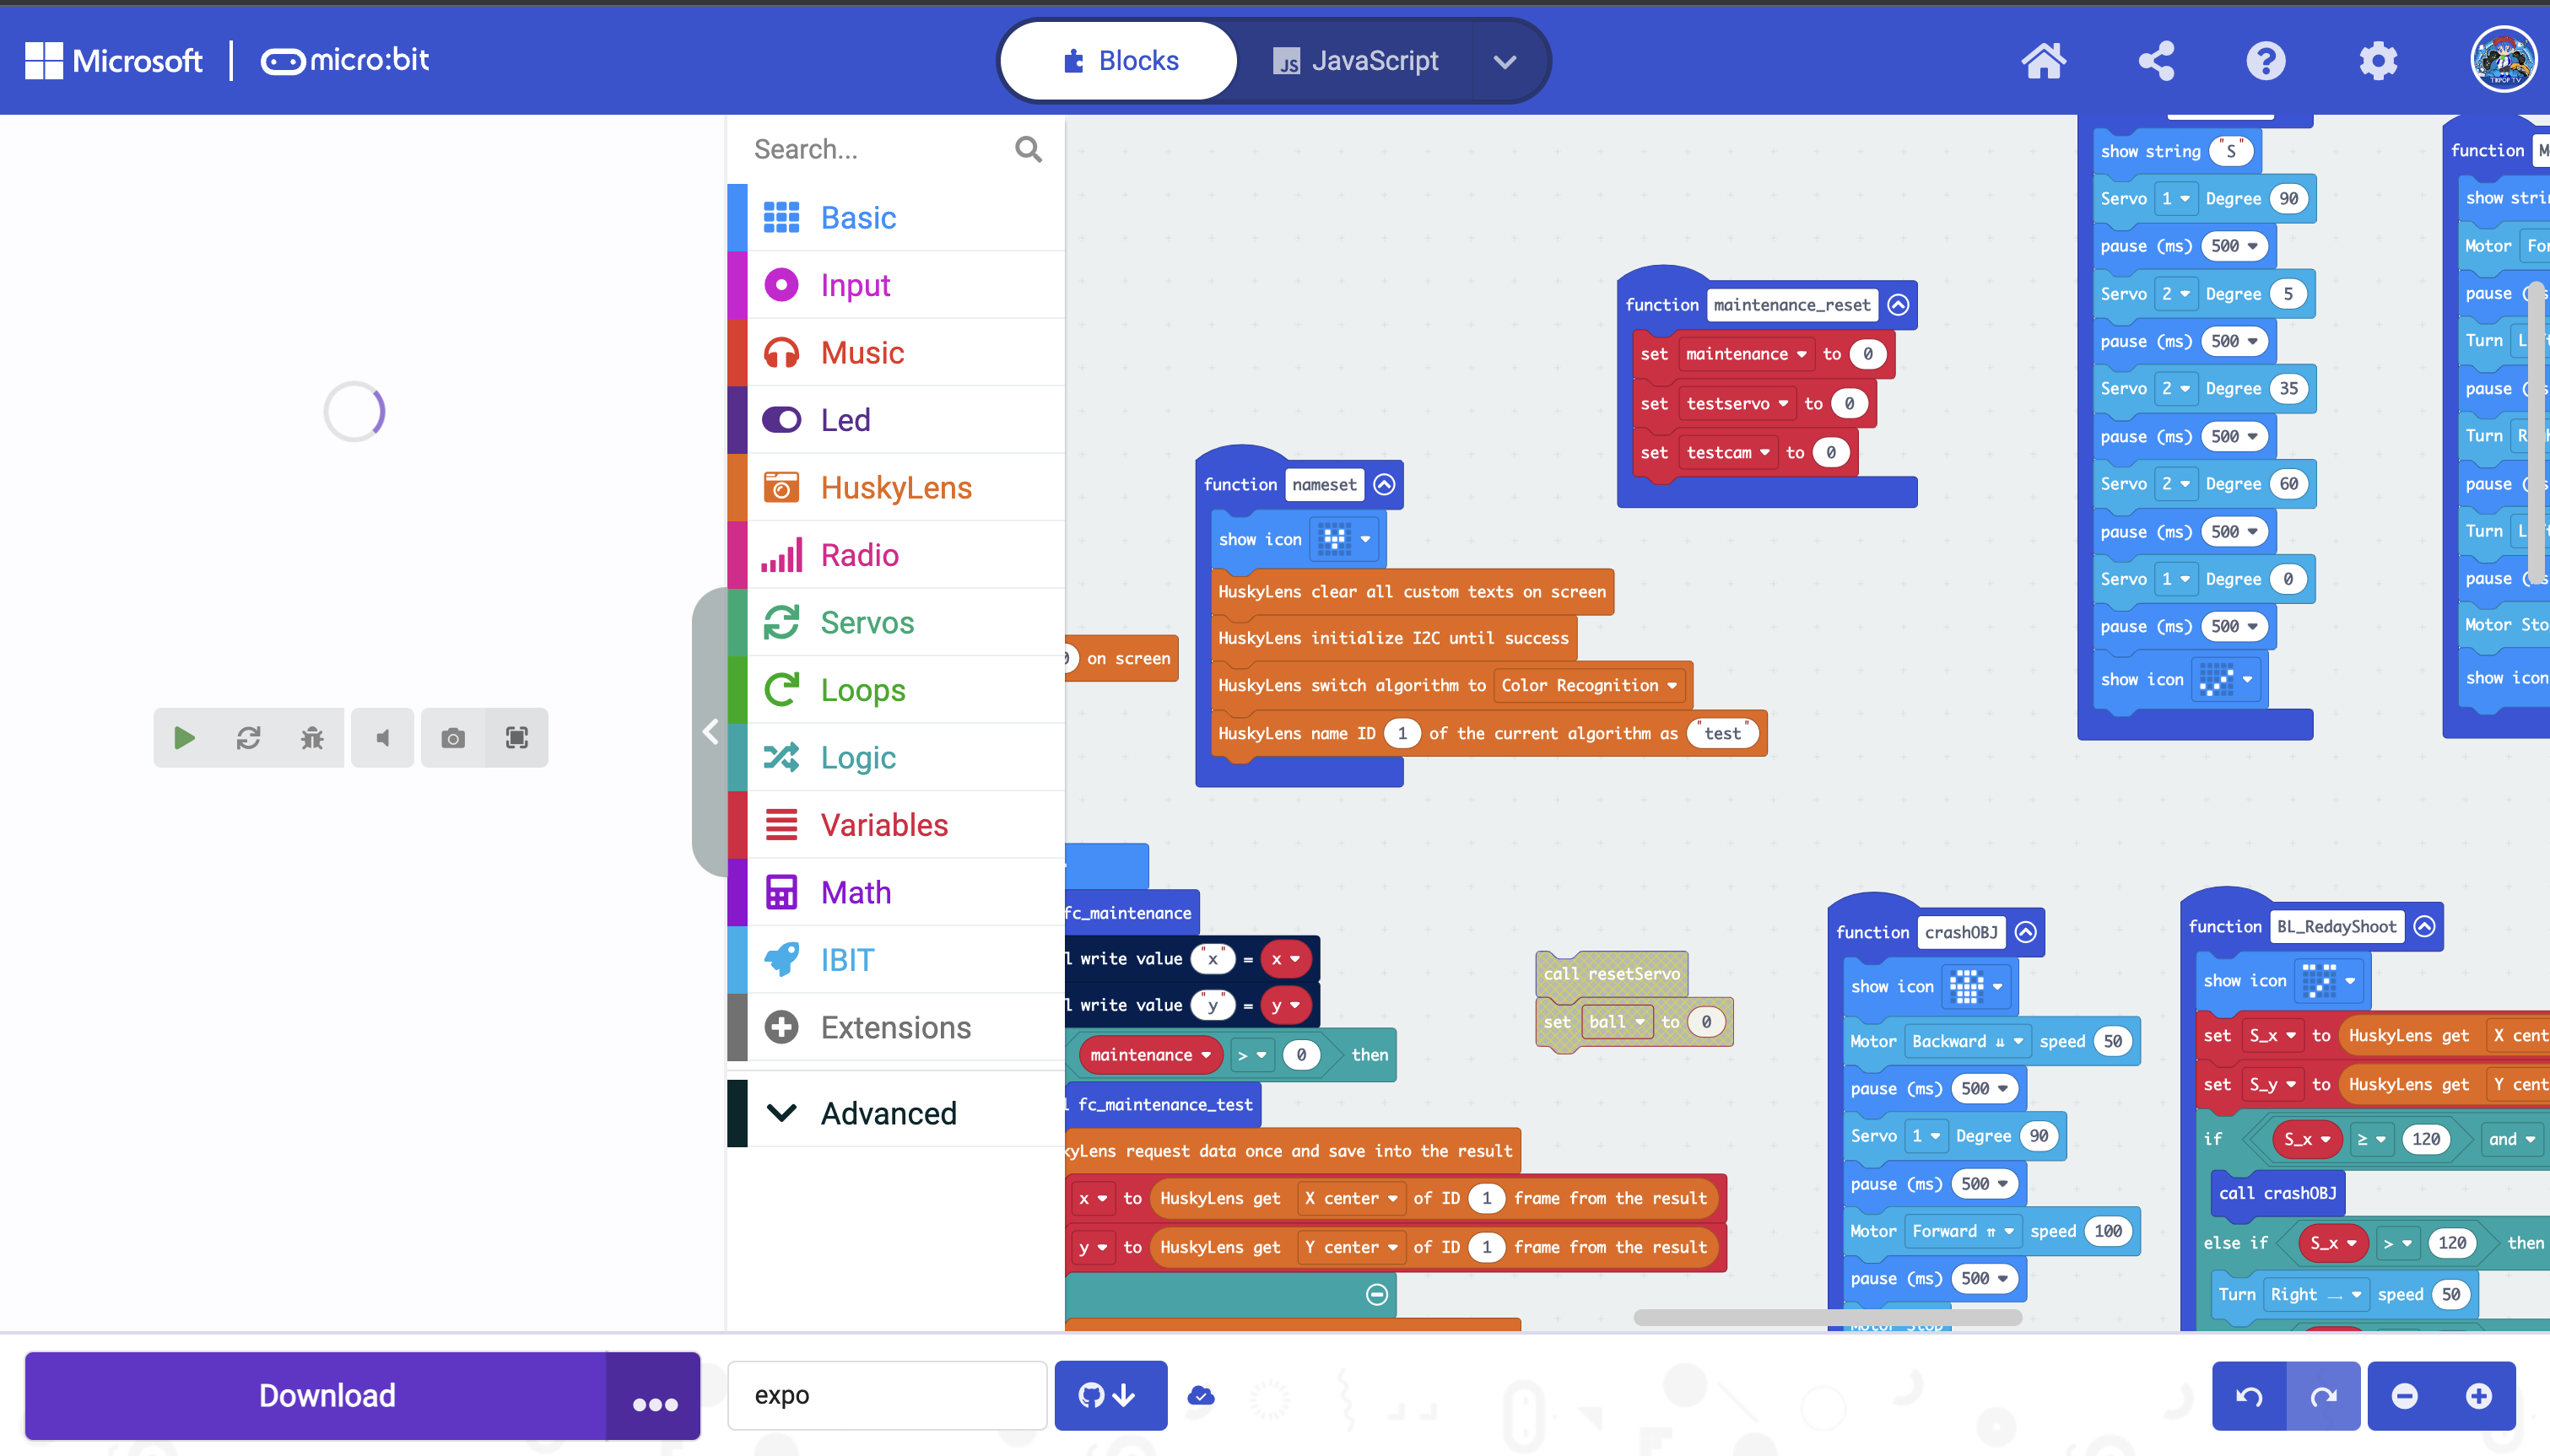 Microsoft | micro:bit
Blocks
JavaScript
Search...
Basic
Input
Music
Led
HuskyLens
Radio
Servos
Loops
Logic
Variables
Math
IBIT
Extensions
Advanced
on screen
function nameset
show icon
HuskyLens clear all custom texts on screen
HuskyLens initialize I2C until success
HuskyLens switch algorithm to Color Recognition
HuskyLens name ID 1 of the current algorithm as "test"
function maintenance_reset
set maintenance to 0
set testservo to 0
set testcam to 0
show string "S"
Servo 1 Degree 90
pause (ms) 500
Servo 2 Degree 5
pause (ms) 500
Servo 2 Degree 35
pause (ms) 500
Servo 2 Degree 60
pause (ms) 500
Servo 1 Degree 0
pause (ms) 500
show icon
function M
show stri
Motor For
pause (
Turn L
pause (
Turn R
pause (
Turn L
pause (
Motor Sto
show icon
fc_maintenance
l write value "x" = x
l write value "y" = y
maintenance > 0 then
l fc_maintenance_test
kyLens request data once and save into the result
x to HuskyLens get X center of ID 1 frame from the result
y to HuskyLens get Y center of ID 1 frame from the result
call resetServo
set ball to 0
function crashOBJ
show icon
Motor Backward speed 50
pause (ms) 500
Servo 1 Degree 90
pause (ms) 500
Motor Forward speed 100
pause (ms) 500
Motor Stop
function BL_RedayShoot
show icon
set S_x to HuskyLens get X cent
set S_y to HuskyLens get Y cent
if S_x ≥ 120 and
call crashOBJ
else if S_x > 120 then
Turn Right speed 50
Download
expo